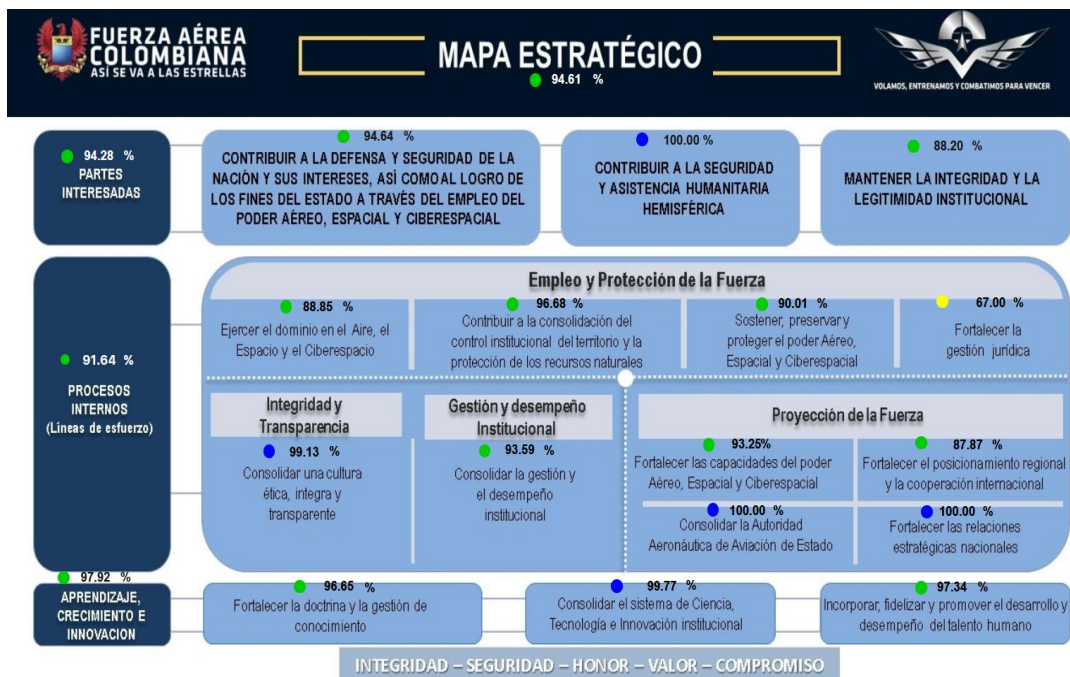 FUERZA AÉREA
COLOMBIANA
ASÍ SE VA A LAS ESTRELLAS
MAPA ESTRATÉGICO
94.61 %
VOLAMOS, ENTRENAMOS Y COMBATIMOS PARA VENCER
94.28 %
PARTES
INTERESADAS
94.64 %
CONTRIBUIR A LA DEFENSA Y SEGURIDAD DE LA
NACIÓN Y SUS INTERESES, ASÍ COMO AL LOGRO DE
LOS FINES DEL ESTADO A TRAVÉS DEL EMPLEO DEL
PODER AÉREO, ESPACIAL Y CIBERESPACIAL
100.00 %
CONTRIBUIR A LA SEGURIDAD
Y ASISTENCIA HUMANITARIA
HEMISFÉRICA
88.20 %
MANTENER LA INTEGRIDAD Y LA
LEGITIMIDAD INSTITUCIONAL
91.64 %
PROCESOS
INTERNOS
(Líneas de esfuerzo)
Empleo y Protección de la Fuerza
88.85 %
Ejercer el dominio en el Aire, el
Espacio y el Ciberespacio
96.68 %
Contribuir a la consolidación del
control institucional del territorio y la
protección de los recursos naturales
90.01 %
Sostener, preservar y
proteger el poder Aéreo,
Espacial y Ciberespacial
67.00 %
Fortalecer la
gestión jurídica
Integridad y
Transparencia
99.13 %
Consolidar una cultura
ética, integra y
transparente
Gestión y desempeño
Institucional
93.59 %
Consolidar la gestión y
el desempeño
institucional
Proyección de la Fuerza
93.25%
Fortalecer las capacidades del poder
Aéreo, Espacial y Ciberespacial
87.87 %
Fortalecer el posicionamiento regional
y la cooperación internacional
100.00 %
Consolidar la Autoridad
Aeronáutica de Aviación de Estado
100.00 %
Fortalecer las relaciones
estratégicas nacionales
97.92 %
APRENDIZAJE,
CRECIMIENTO E
INNOVACION
96.65 %
Fortalecer la doctrina y la gestión de
conocimiento
99.77 %
Consolidar el sistema de Ciencia,
Tecnología e Innovación institucional
97.34 %
Incorporar, fidelizar y promover el desarrollo y
desempeño del talento humano
INTEGRIDAD – SEGURIDAD – HONOR – VALOR – COMPROMISO